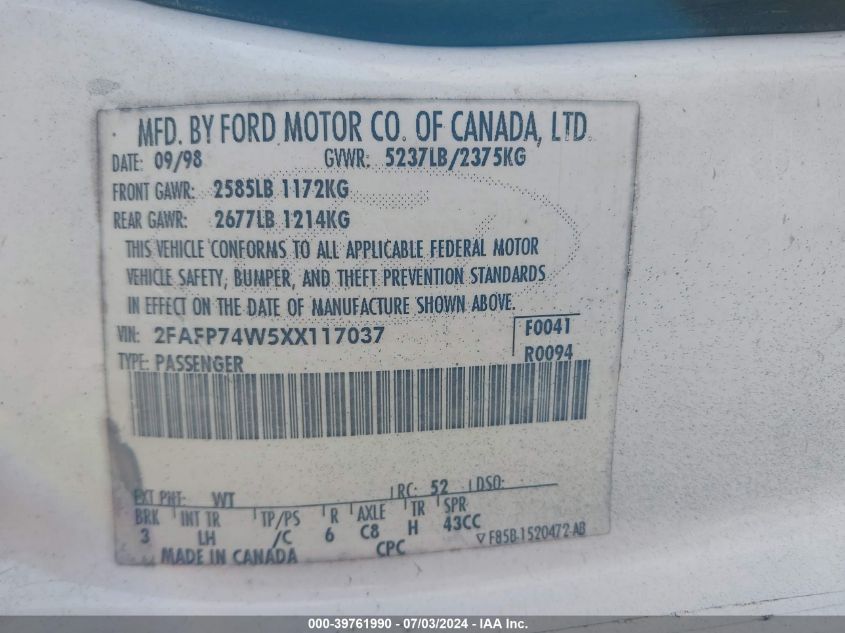 MFD. BY FORD MOTOR CO. OF CANADA, LTD.
DATE: 09/98 GVWR: 5237LB/2375KG
FRONT GAWR: 2585LB 1172KG
REAR GAWR: 2677LB 1214KG
THIS VEHICLE CONFORMS TO ALL APPLICABLE FEDERAL MOTOR
VEHICLE SAFETY, BUMPER, AND THEFT PREVENTION STANDARDS
IN EFFECT ON THE DATE OF MANUFACTURE SHOWN ABOVE.
VIN: 2FAFP74W5XX117037 F0041
TYPE: PASSENGER R0094
EXT PNT: WT RC: 52 DSO:
BRK INT TR TP/PS R AXLE TR SPR
3 LH /C 6 C8 H 43CC
MADE IN CANADA CPC ▽F85B-1520472-AB
000-39761990 - 07/03/2024 - IAA Inc.